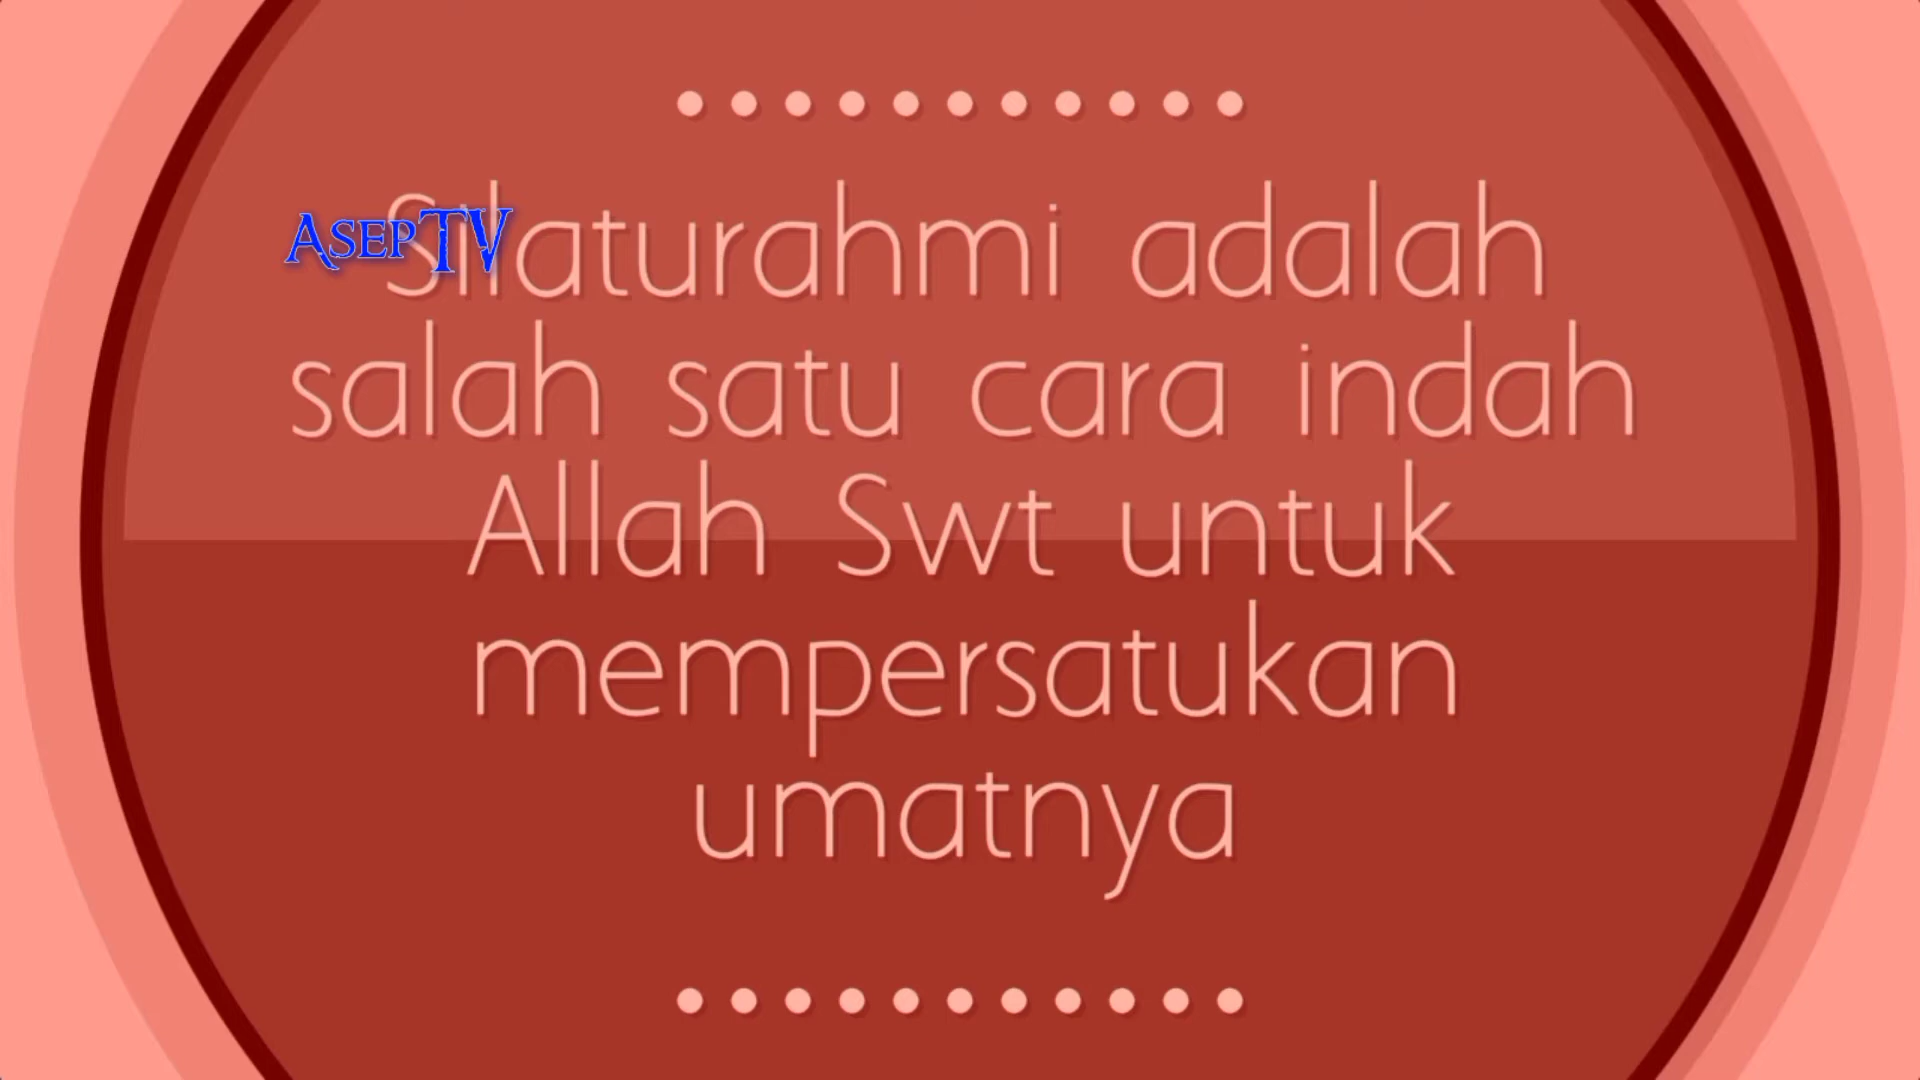 AsepTV
Silaturahmi adalah
salah satu cara indah
Allah Swt untuk
mempersatukan
umatnya